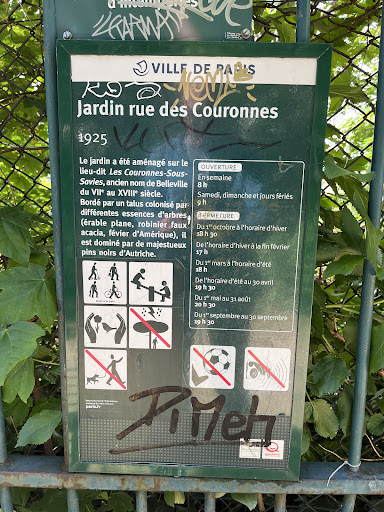 VILLE DE PARIS
Jardin rue des Couronnes
1925
Le jardin a été aménagé sur le
lieu-dit Les Couronnes-Sous-
Savies, ancien nom de Belleville
du VIIe au XVIIIe siècle.
Bordé par un talus colonisé par
différentes essences d'arbres
(érable plane, robinier faux
acacia, févier d'Amérique), il
est dominé par de majestueux
pins noirs d'Autriche.
OUVERTURE
En semaine
8 h
Samedi, dimanche et jours fériés
9 h
FERMETURE
Du 1er octobre à l'horaire d'hiver
18 h 30
De l'horaire d'hiver à la fin février
17 h
Du 1er mars à l'horaire d'été
18 h
De l'horaire d'été au 30 avril
19 h 30
Du 1er mai au 31 août
20 h 30
Du 1er septembre au 30 septembre
19 h 30
paris.fr